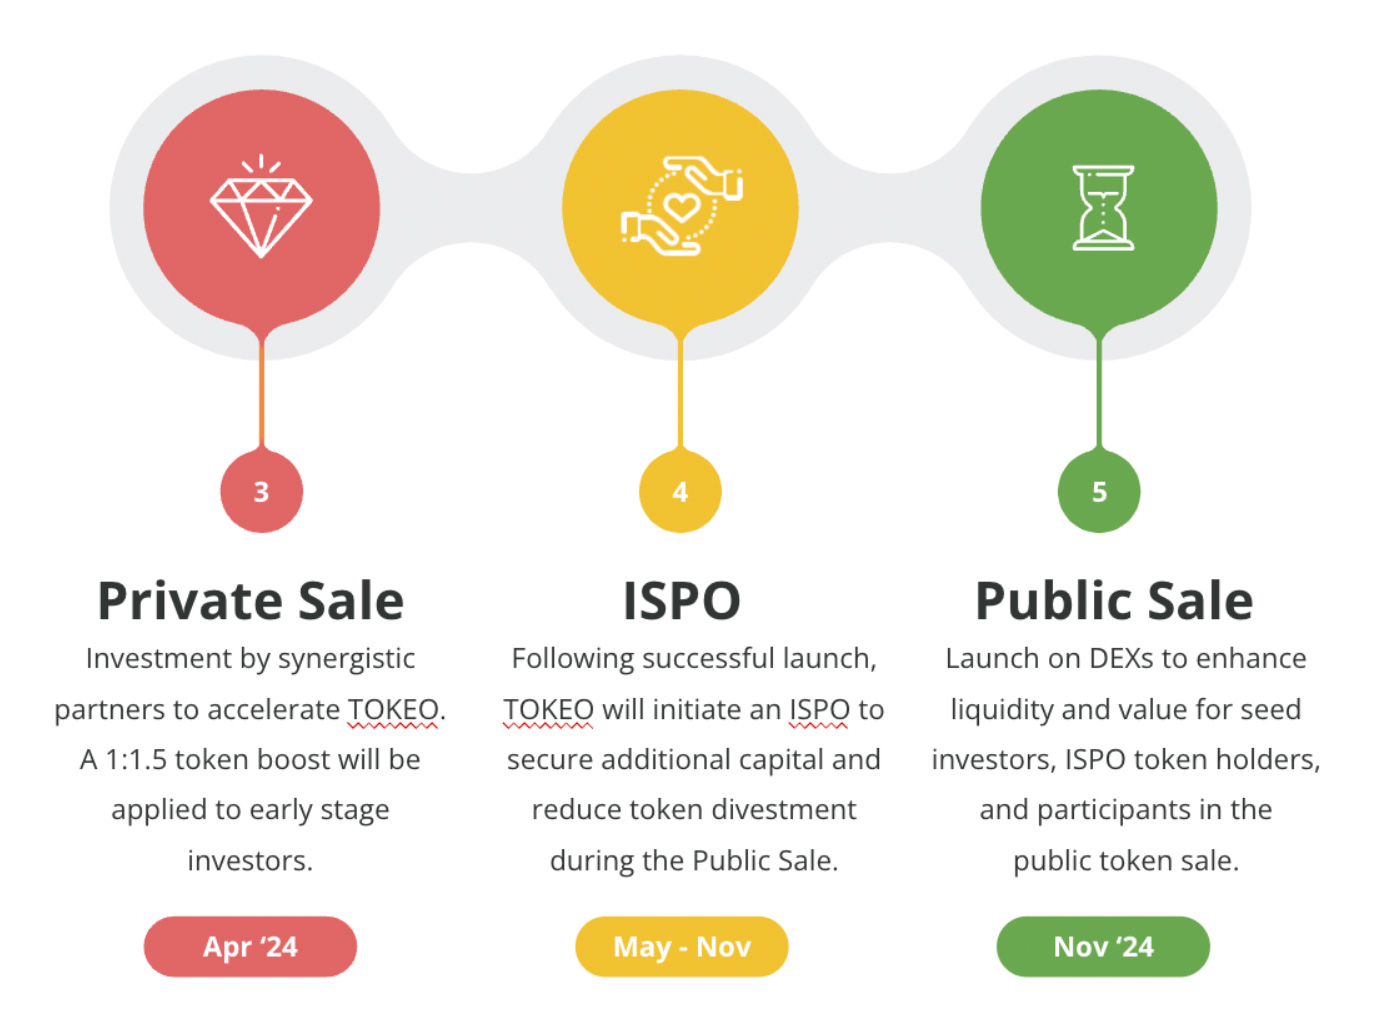 3
Private Sale
Investment by synergistic
partners to accelerate TOKEO.
A 1:1.5 token boost will be
applied to early stage
investors.
Apr ‘24
4
ISPO
Following successful launch,
TOKEO will initiate an ISPO to
secure additional capital and
reduce token divestment
during the Public Sale.
May - Nov
5
Public Sale
Launch on DEXs to enhance
liquidity and value for seed
investors, ISPO token holders,
and participants in the
public token sale.
Nov ‘24